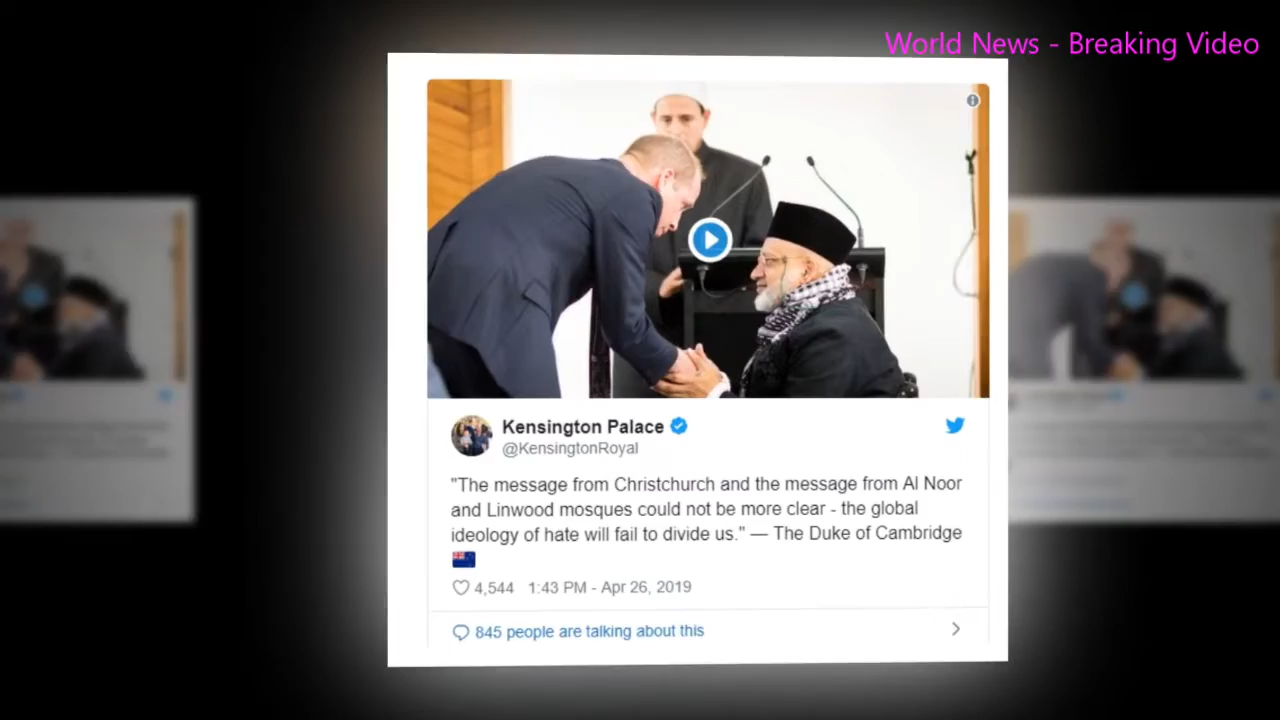 World News - Breaking Video
Kensington Palace
@KensingtonRoyal
"The message from Christchurch and the message from Al Noor
and Linwood mosques could not be more clear - the global
ideology of hate will fail to divide us." — The Duke of Cambridge
4,544 1:43 PM - Apr 26, 2019
845 people are talking about this